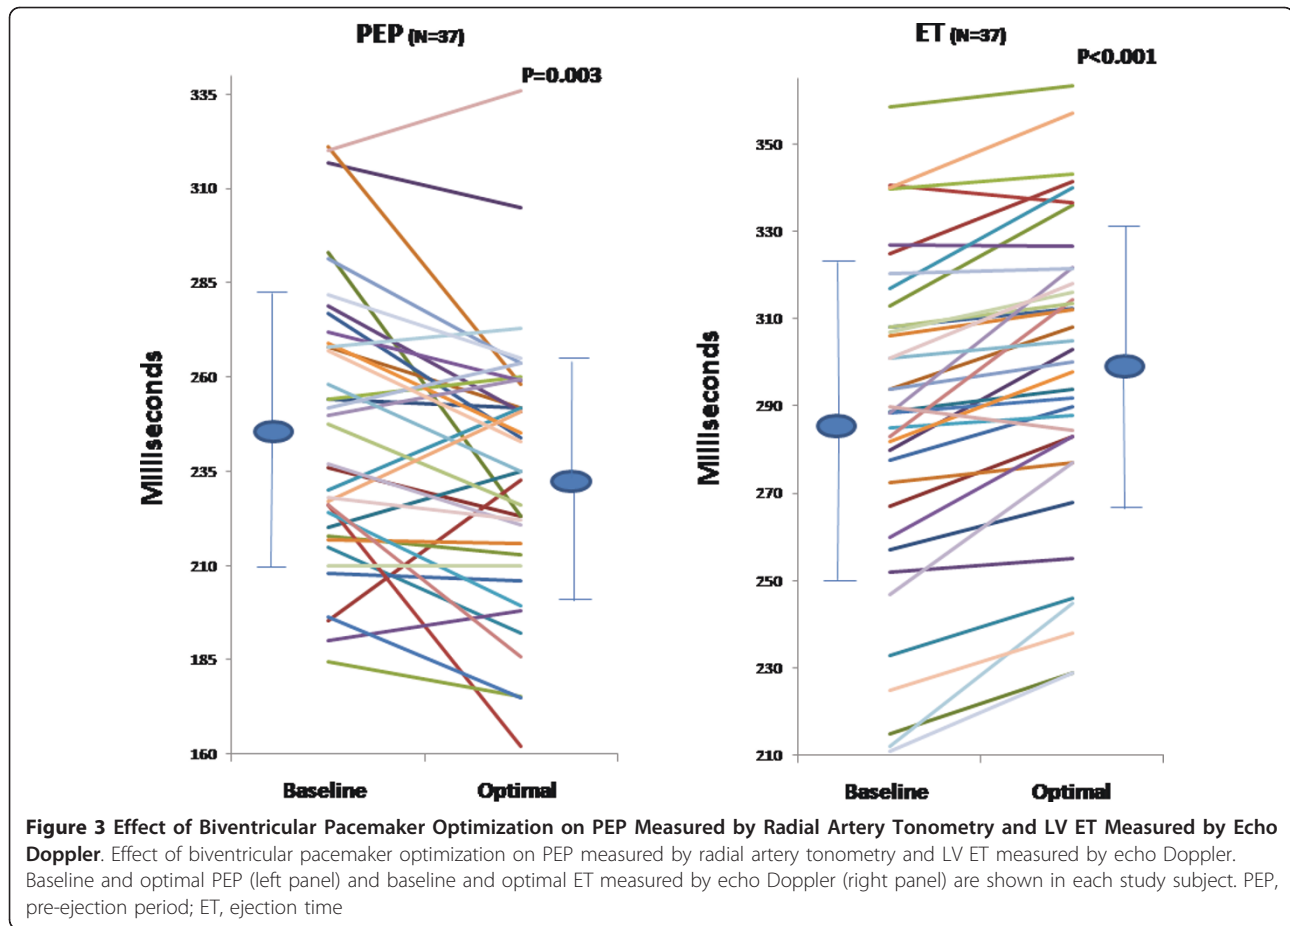 PEP (N=37)
ET (N=37)
P=0.003
P<0.001
335
310
285
260
235
210
185
160
Milliseconds
Baseline
Optimal
350
330
310
290
270
250
230
210
Milliseconds
Baseline
Optimal
Figure 3 Effect of Biventricular Pacemaker Optimization on PEP Measured by Radial Artery Tonometry and LV ET Measured by Echo
Doppler. Effect of biventricular pacemaker optimization on PEP measured by radial artery tonometry and LV ET measured by echo Doppler.
Baseline and optimal PEP (left panel) and baseline and optimal ET measured by echo Doppler (right panel) are shown in each study subject. PEP,
pre-ejection period; ET, ejection time